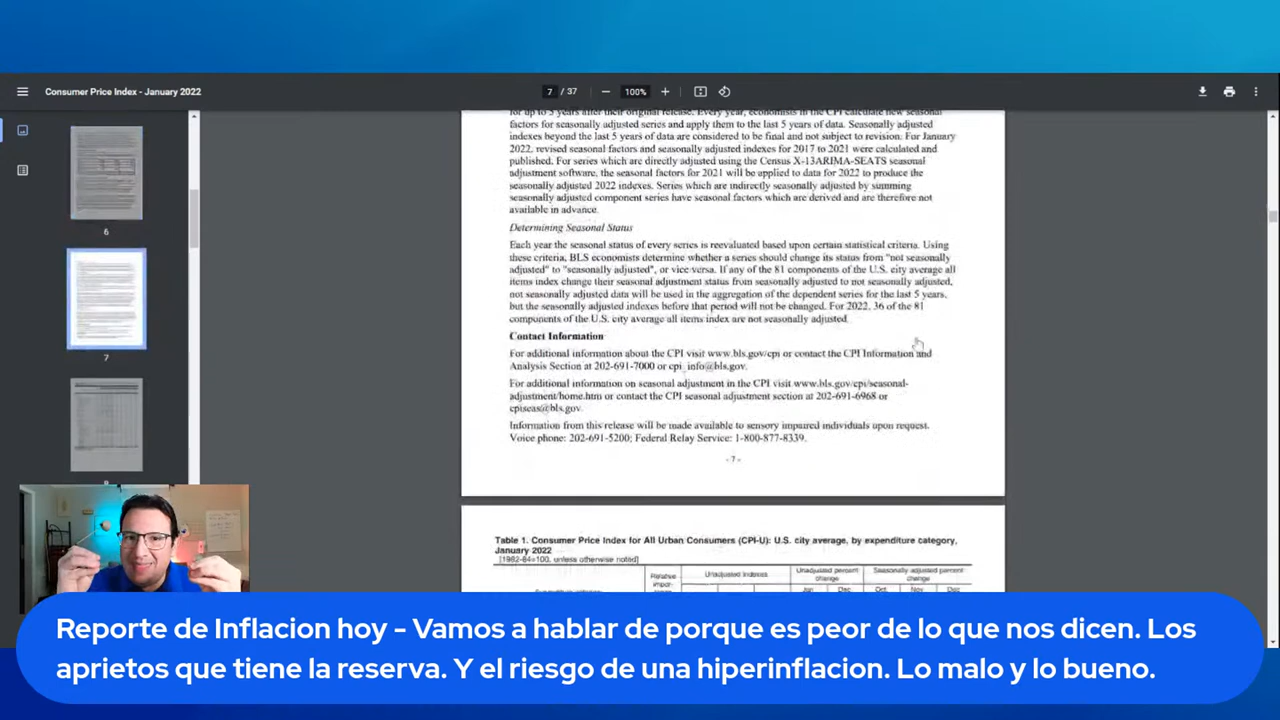 Consumer Price Index - January 2022
7 / 37
100%
6
7
for up to 5 years after their original release. Every year, economists in the CPI calculate new seasonal
factors for seasonally adjusted series and apply them to the last 5 years of data. Seasonally adjusted
indexes beyond the last 5 years of data are considered to be final and not subject to revision. For January
2022, revised seasonal factors and seasonally adjusted indexes for 2017 to 2021 were calculated and
published. For series which are directly adjusted using the Census X-13ARIMA-SEATS seasonal
adjustment software, the seasonal factors for 2021 will be applied to data for 2022 to produce the
seasonally adjusted 2022 indexes. Series which are indirectly seasonally adjusted by summing
seasonally adjusted component series have seasonal factors which are derived and are therefore not
available in advance.
Determining Seasonal Status
Each year the seasonal status of every series is reevaluated based upon certain statistical criteria. Using
these criteria, BLS economists determine whether a series should change its status from "not seasonally
adjusted" to "seasonally adjusted", or vice versa. If any of the 81 components of the U.S. city average all
items index change their seasonal adjustment status from seasonally adjusted to not seasonally adjusted,
not seasonally adjusted data will be used in the aggregation of the dependent series for the last 5 years,
but the seasonally adjusted indexes before that period will not be changed. For 2022, 36 of the 81
components of the U.S. city average all items index are not seasonally adjusted.
Contact Information
For additional information about the CPI visit www.bls.gov/cpi or contact the CPI Information and
Analysis Section at 202-691-7000 or cpi_info@bls.gov.
For additional information on seasonal adjustment in the CPI visit www.bls.gov/cpi/seasonal-
adjustment/home.htm or contact the CPI seasonal adjustment section at 202-691-6968 or
cpiseas@bls.gov.
Information from this release will be made available to sensory impaired individuals upon request.
Voice phone: 202-691-5200; Federal Relay Service: 1-800-877-8339.
- 7 -
Table 1. Consumer Price Index for All Urban Consumers (CPI-U): U.S. city average, by expenditure category,
January 2022
[1982-84=100, unless otherwise noted]
Relative
impor-
Unadjusted indexes
Unadjusted percent
change
Seasonally adjusted percent
change
Jan
Dec
Oct
Nov
Dec
Reporte de Inflacion hoy - Vamos a hablar de porque es peor de lo que nos dicen. Los
aprietos que tiene la reserva. Y el riesgo de una hiperinflacion. Lo malo y lo bueno.